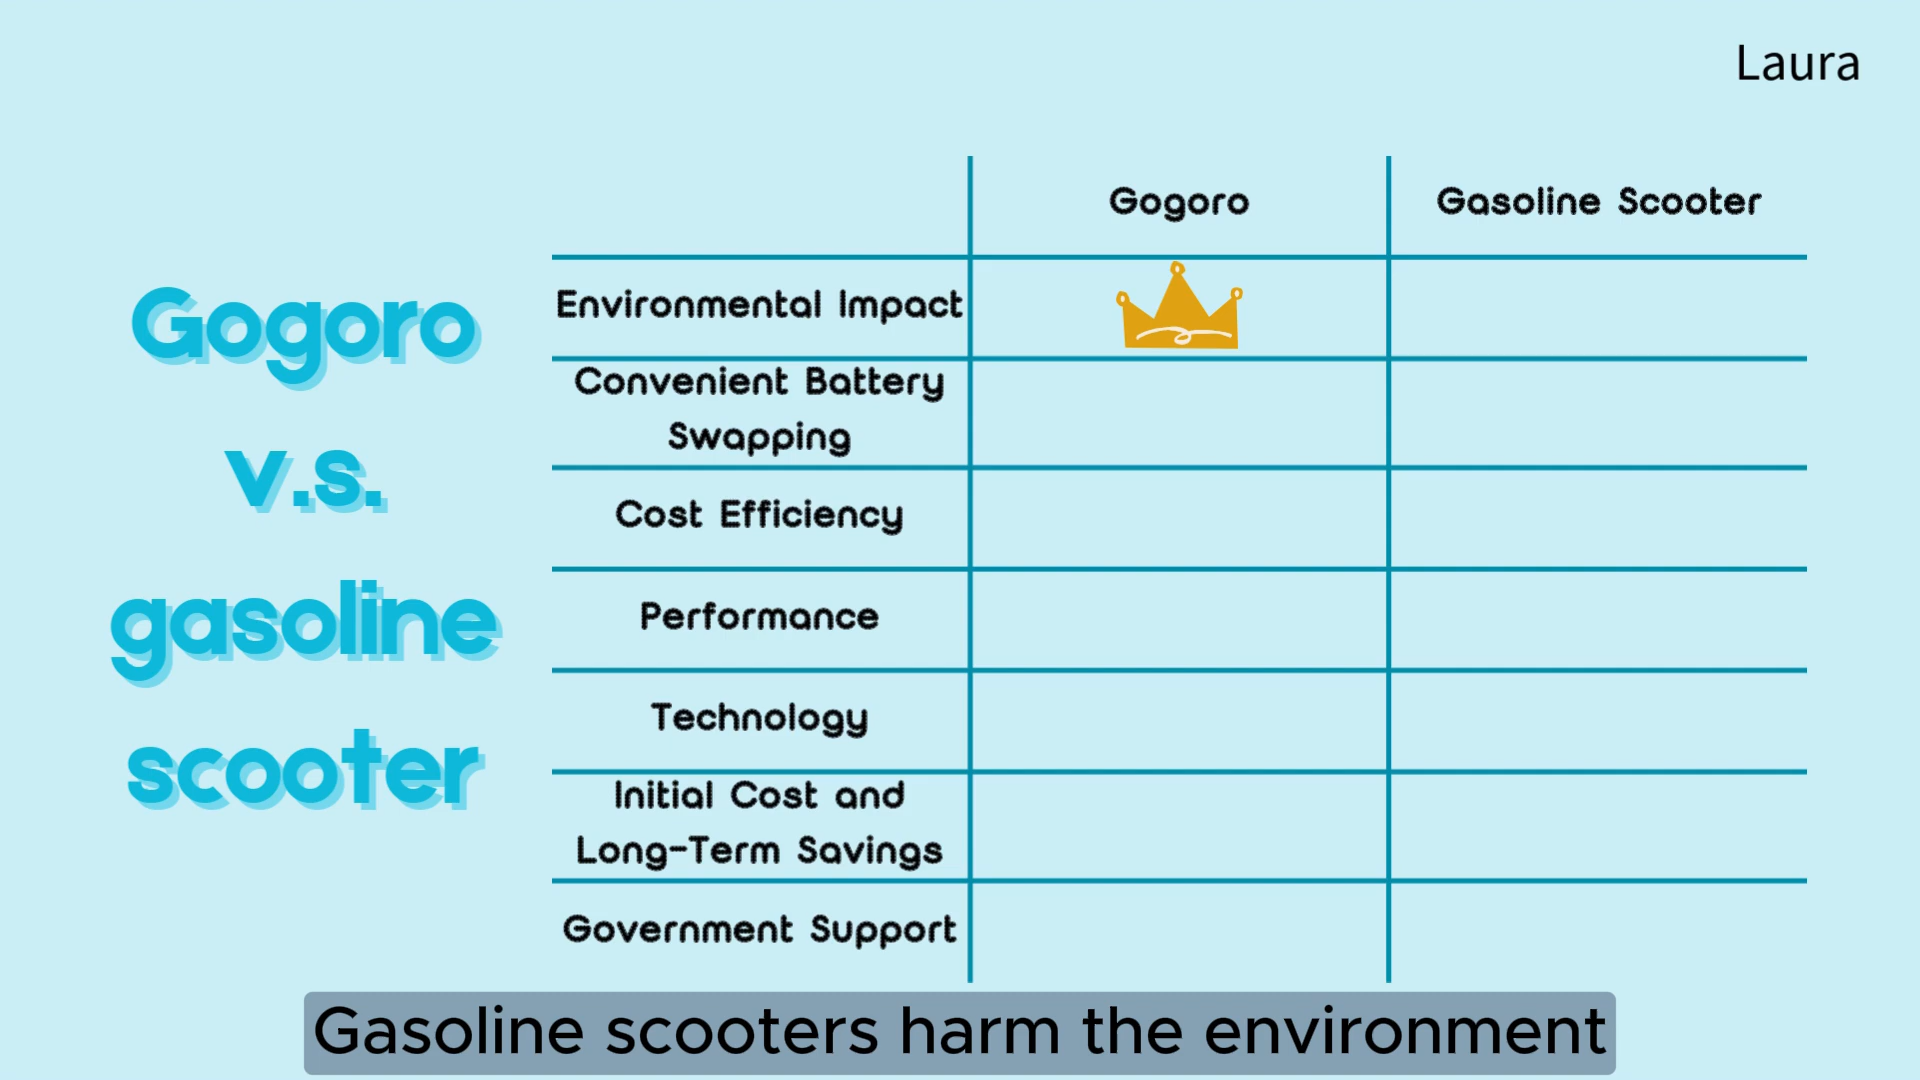 Laura
Gogoro
v.s.
gasoline
scooter
Gogoro Gasoline Scooter
Environmental Impact
Convenient Battery
Swapping
Cost Efficiency
Performance
Technology
Initial Cost and
Long-Term Savings
Government Support
Gasoline scooters harm the environment